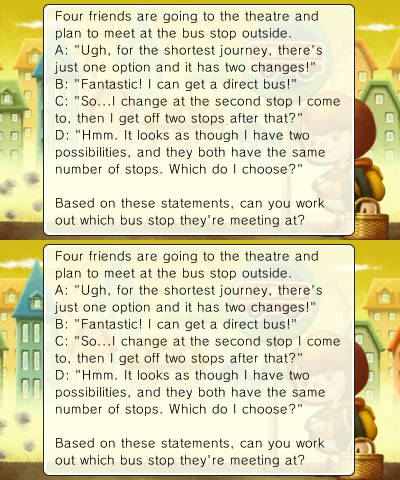 Four friends are going to the theatre and
plan to meet at the bus stop outside.
A: "Ugh, for the shortest journey, there's
just one option and it has two changes!"
B: "Fantastic! I can get a direct bus!"
C: "So...I change at the second stop I come
to, then I get off two stops after that?"
D: "Hmm. It looks as though I have two
possibilities, and they both have the same
number of stops. Which do I choose?"
Based on these statements, can you work
out which bus stop they're meeting at?
Four friends are going to the theatre and
plan to meet at the bus stop outside.
A: "Ugh, for the shortest journey, there's
just one option and it has two changes!"
B: "Fantastic! I can get a direct bus!"
C: "So...I change at the second stop I come
to, then I get off two stops after that?"
D: "Hmm. It looks as though I have two
possibilities, and they both have the same
number of stops. Which do I choose?"
Based on these statements, can you work
out which bus stop they're meeting at?